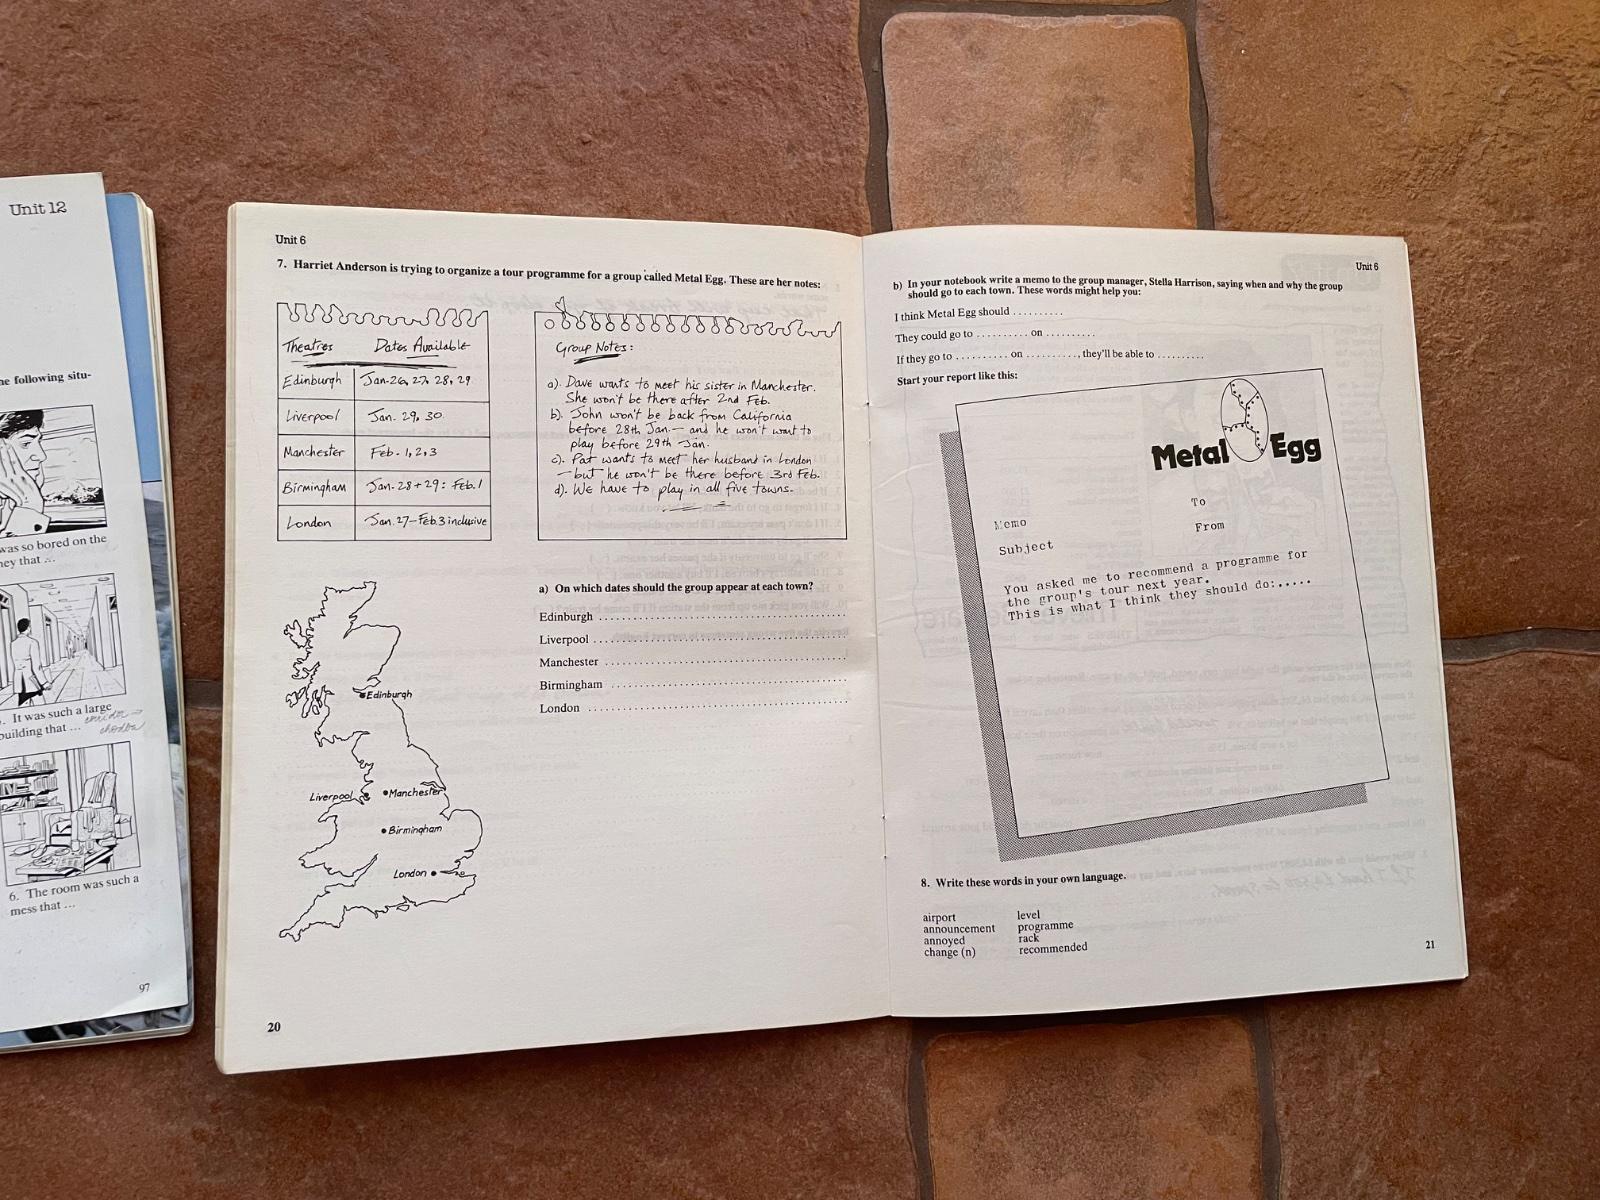 Unit 12
he following situ-
was so bored on the
ney that ...
. It was such a large
building that ...
6. The room was such a
mess that ...
97
Unit 6
7. Harriet Anderson is trying to organize a tour programme for a group called Metal Egg. These are her notes:
Theatres Dates Available
Edinburgh Jan-26, 27, 28, 29
Liverpool Jan. 29, 30.
Manchester Feb. 1, 2, 3
Birmingham Jan. 28 + 29: Feb. 1
London Jan. 27 - Feb 3 inclusive
Group Notes:
a). Dave wants to meet his sister in Manchester.
She won't be there after 2nd Feb.
b). John won't be back from California
before 28th Jan. - and he won't want to
play before 29th Jan.
c). Pat wants to meet her husband in London
- but he won't be there before 3rd Feb.
d). We have to play in all five towns.
Edinburgh
Liverpool
Manchester
Birmingham
London
a) On which dates should the group appear at each town?
Edinburgh ..........
Liverpool ..........
Manchester ..........
Birmingham ..........
London ..........
20
Unit 6
b) In your notebook write a memo to the group manager, Stella Harrison, saying when and why the group
should go to each town. These words might help you:
I think Metal Egg should ..........
They could go to .......... on ..........
If they go to .......... on .........., they'll be able to ..........
Start your report like this:
Metal Egg
To
Memo From
Subject
You asked me to recommend a programme for
the group's tour next year.
This is what I think they should do:.....
8. Write these words in your own language.
airport level
announcement programme
annoyed rack
change (n) recommended
21